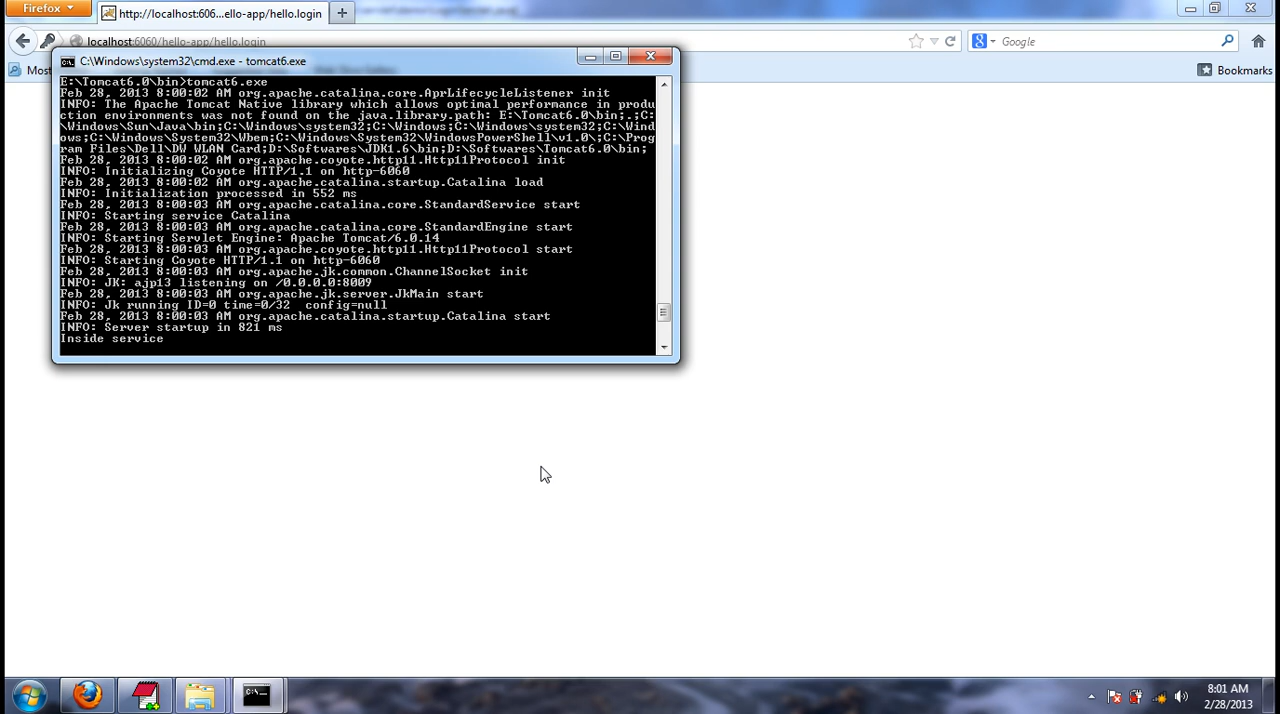 Firefox
http://localhost:606...ello-app/hello.login
localhost:6060/hello-app/hello.login
Google
Most
Bookmarks
C:\Windows\system32\cmd.exe - tomcat6.exe
E:\Tomcat6.0\bin>tomcat6.exe
Feb 28, 2013 8:00:02 AM org.apache.catalina.core.AprLifecycleListener init
INFO: The Apache Tomcat Native library which allows optimal performance in produ
ction environments was not found on the java.library.path: E:\Tomcat6.0\bin;.;C:
\Windows\Sun\Java\bin;C:\Windows\system32;C:\Windows;C:\Windows\system32;C:\Wind
ows;C:\Windows\System32\Wbem;C:\Windows\System32\WindowsPowerShell\v1.0\;C:\Prog
ram Files\Dell\DW WLAN Card;D:\Softwares\JDK1.6\bin;D:\Softwares\Tomcat6.0\bin;
Feb 28, 2013 8:00:02 AM org.apache.coyote.http11.Http11Protocol init
INFO: Initializing Coyote HTTP/1.1 on http-6060
Feb 28, 2013 8:00:02 AM org.apache.catalina.startup.Catalina load
INFO: Initialization processed in 552 ms
Feb 28, 2013 8:00:03 AM org.apache.catalina.core.StandardService start
INFO: Starting service Catalina
Feb 28, 2013 8:00:03 AM org.apache.catalina.core.StandardEngine start
INFO: Starting Servlet Engine: Apache Tomcat/6.0.14
Feb 28, 2013 8:00:03 AM org.apache.coyote.http11.Http11Protocol start
INFO: Starting Coyote HTTP/1.1 on http-6060
Feb 28, 2013 8:00:03 AM org.apache.jk.common.ChannelSocket init
INFO: JK: ajp13 listening on /0.0.0.0:8009
Feb 28, 2013 8:00:03 AM org.apache.jk.server.JkMain start
INFO: Jk running ID=0 time=0/32  config=null
Feb 28, 2013 8:00:03 AM org.apache.catalina.startup.Catalina start
INFO: Server startup in 821 ms
Inside service
8:01 AM
2/28/2013